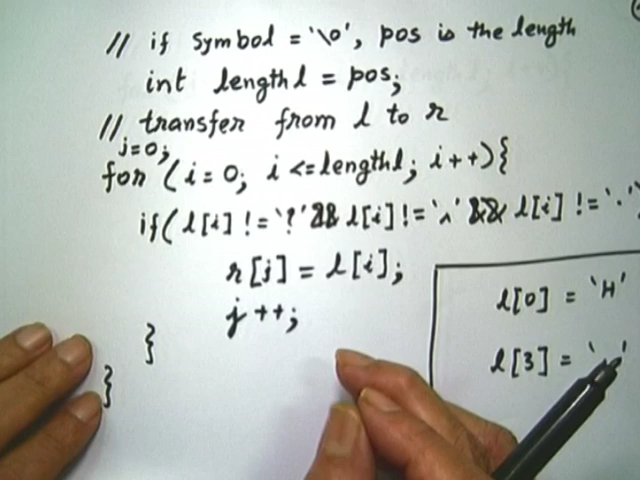 // if symbol = '\0', pos is the length
int lengthl = pos;
// transfer from l to r
j=0;
for (i=0; i <=lengthl; i++){
if( l[i] != '?' && l[i] != '^' && l[i] != '.'
r[j] = l[i];
j++;
}
}
l[0] = 'H'
l[3] = '